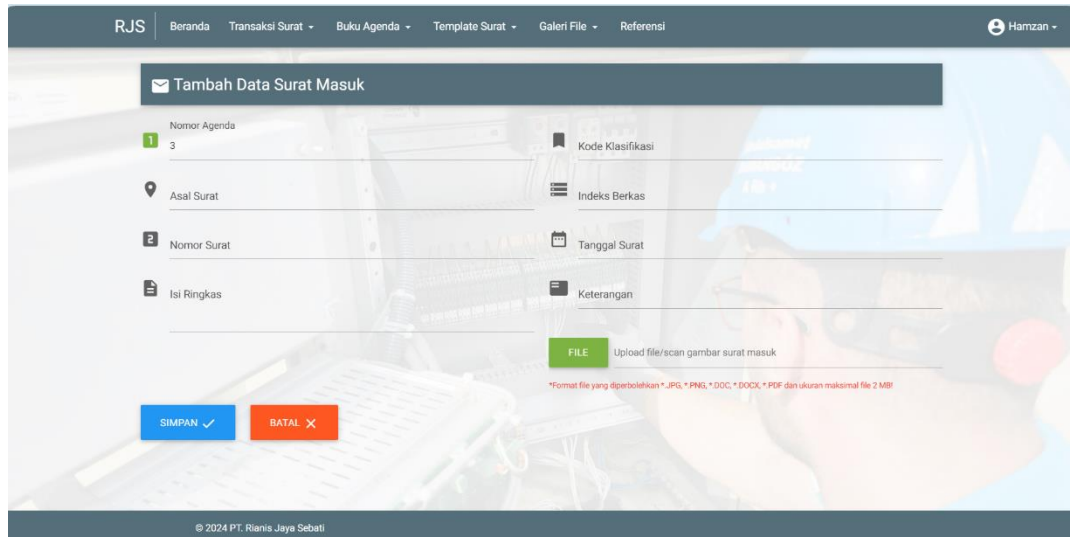 RJS Beranda Transaksi Surat Buku Agenda Template Surat Galeri File Referensi Hamzan
Tambah Data Surat Masuk
Nomor Agenda
1 3
Kode Klasifikasi
Asal Surat
Indeks Berkas
2 Nomor Surat
Tanggal Surat
Isi Ringkas
Keterangan
FILE Upload file/scan gambar surat masuk
*Format file yang diperbolehkan *.JPG, *.PNG, *.DOC, *.DOCX, *.PDF dan ukuran maksimal file 2 MB!
SIMPAN BATAL
© 2024 PT. Rianis Jaya Sebati